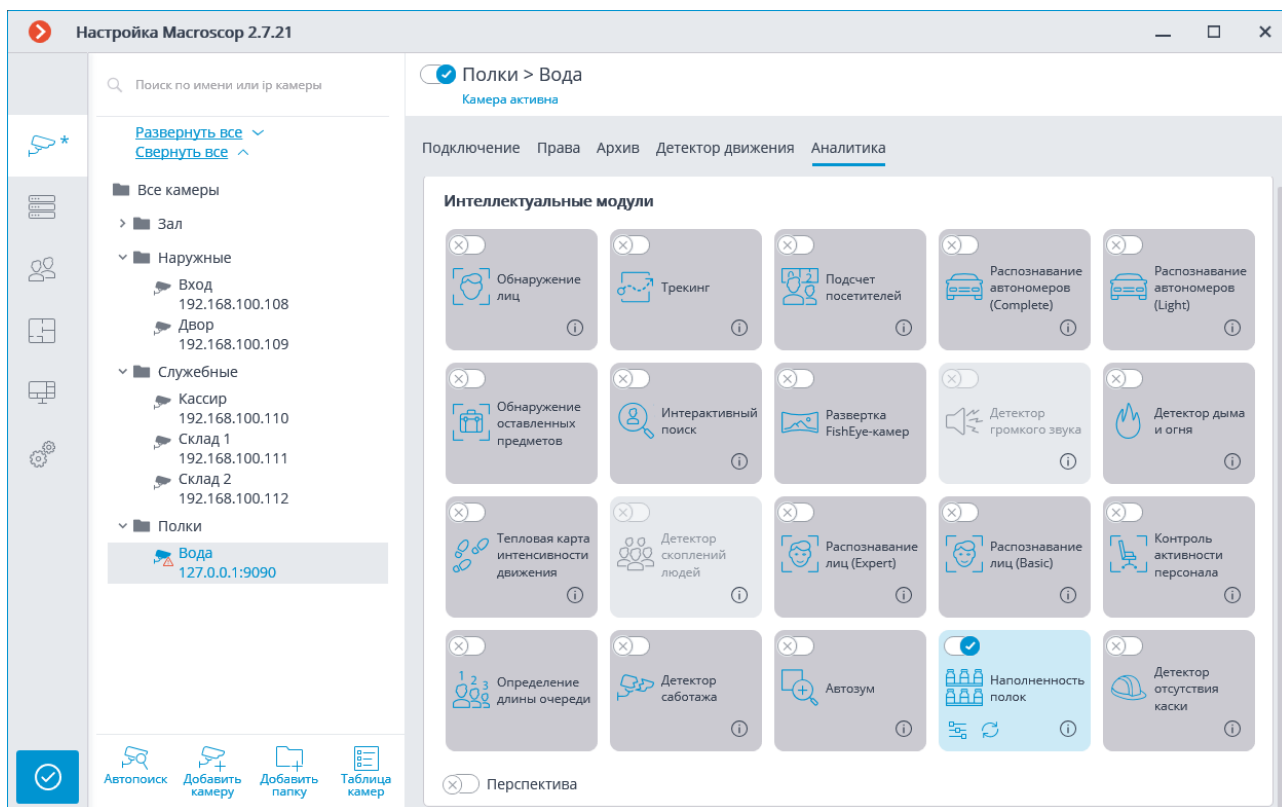 Настройка Macroscop 2.7.21
Поиск по имени или ip камеры
Развернуть все
Свернуть все
Все камеры
Зал
Наружные
Вход
192.168.100.108
Двор
192.168.100.109
Служебные
Кассир
192.168.100.110
Склад 1
192.168.100.111
Склад 2
192.168.100.112
Полки
Вода
127.0.0.1:9090
Автопоиск
Добавить
камеру
Добавить
папку
Таблица
камер
Полки > Вода
Камера активна
Подключение Права Архив Детектор движения Аналитика
Интеллектуальные модули
Обнаружение
лиц
Трекинг
Подсчет
посетителей
Распознавание
автономеров
(Complete)
Распознавание
автономеров
(Light)
Обнаружение
оставленных
предметов
Интерактивный
поиск
Развертка
FishEye-камер
Детектор
громкого звука
Детектор дыма
и огня
Тепловая карта
интенсивности
движения
Детектор
скоплений
людей
Распознавание
лиц (Expert)
Распознавание
лиц (Basic)
Контроль
активности
персонала
1 2 3
Определение
длины очереди
Детектор
саботажа
Автозум
Наполненность
полок
Детектор
отсутствия
каски
Перспектива